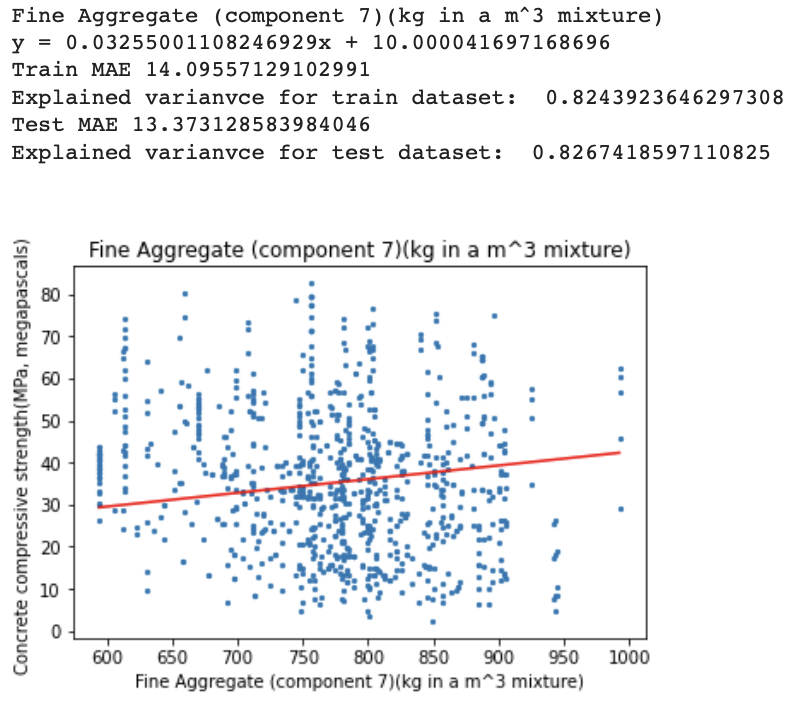 Fine Aggregate (component 7)(kg in a m^3 mixture)
y = 0.03255001108246929x + 10.000041697168696
Train MAE 14.09557129102991
Explained varianvce for train dataset:  0.8243923646297308
Test MAE 13.373128583984046
Explained varianvce for test dataset:  0.8267418597110825
Fine Aggregate (component 7)(kg in a m^3 mixture)
Concrete compressive strength(MPa, megapascals)
80
70
60
50
40
30
20
10
0
600 650 700 750 800 850 900 950 1000
Fine Aggregate (component 7)(kg in a m^3 mixture)